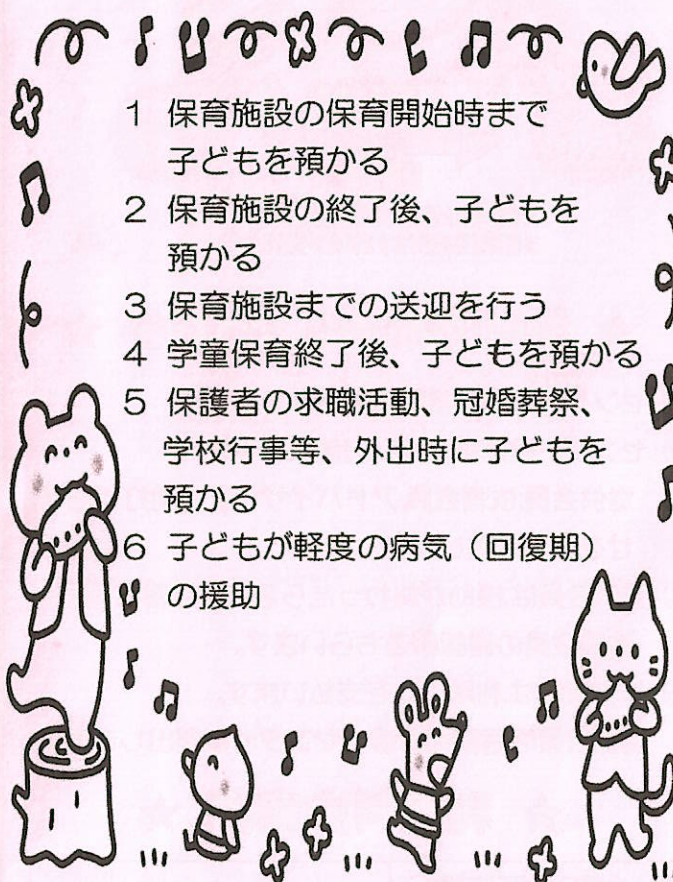 1 保育施設の保育開始時まで
子どもを預かる
2 保育施設の終了後、子どもを
預かる
3 保育施設までの送迎を行う
4 学童保育終了後、子どもを預かる
5 保護者の求職活動、冠婚葬祭、
学校行事等、外出時に子どもを
預かる
6 子どもが軽度の病気（回復期）
の援助